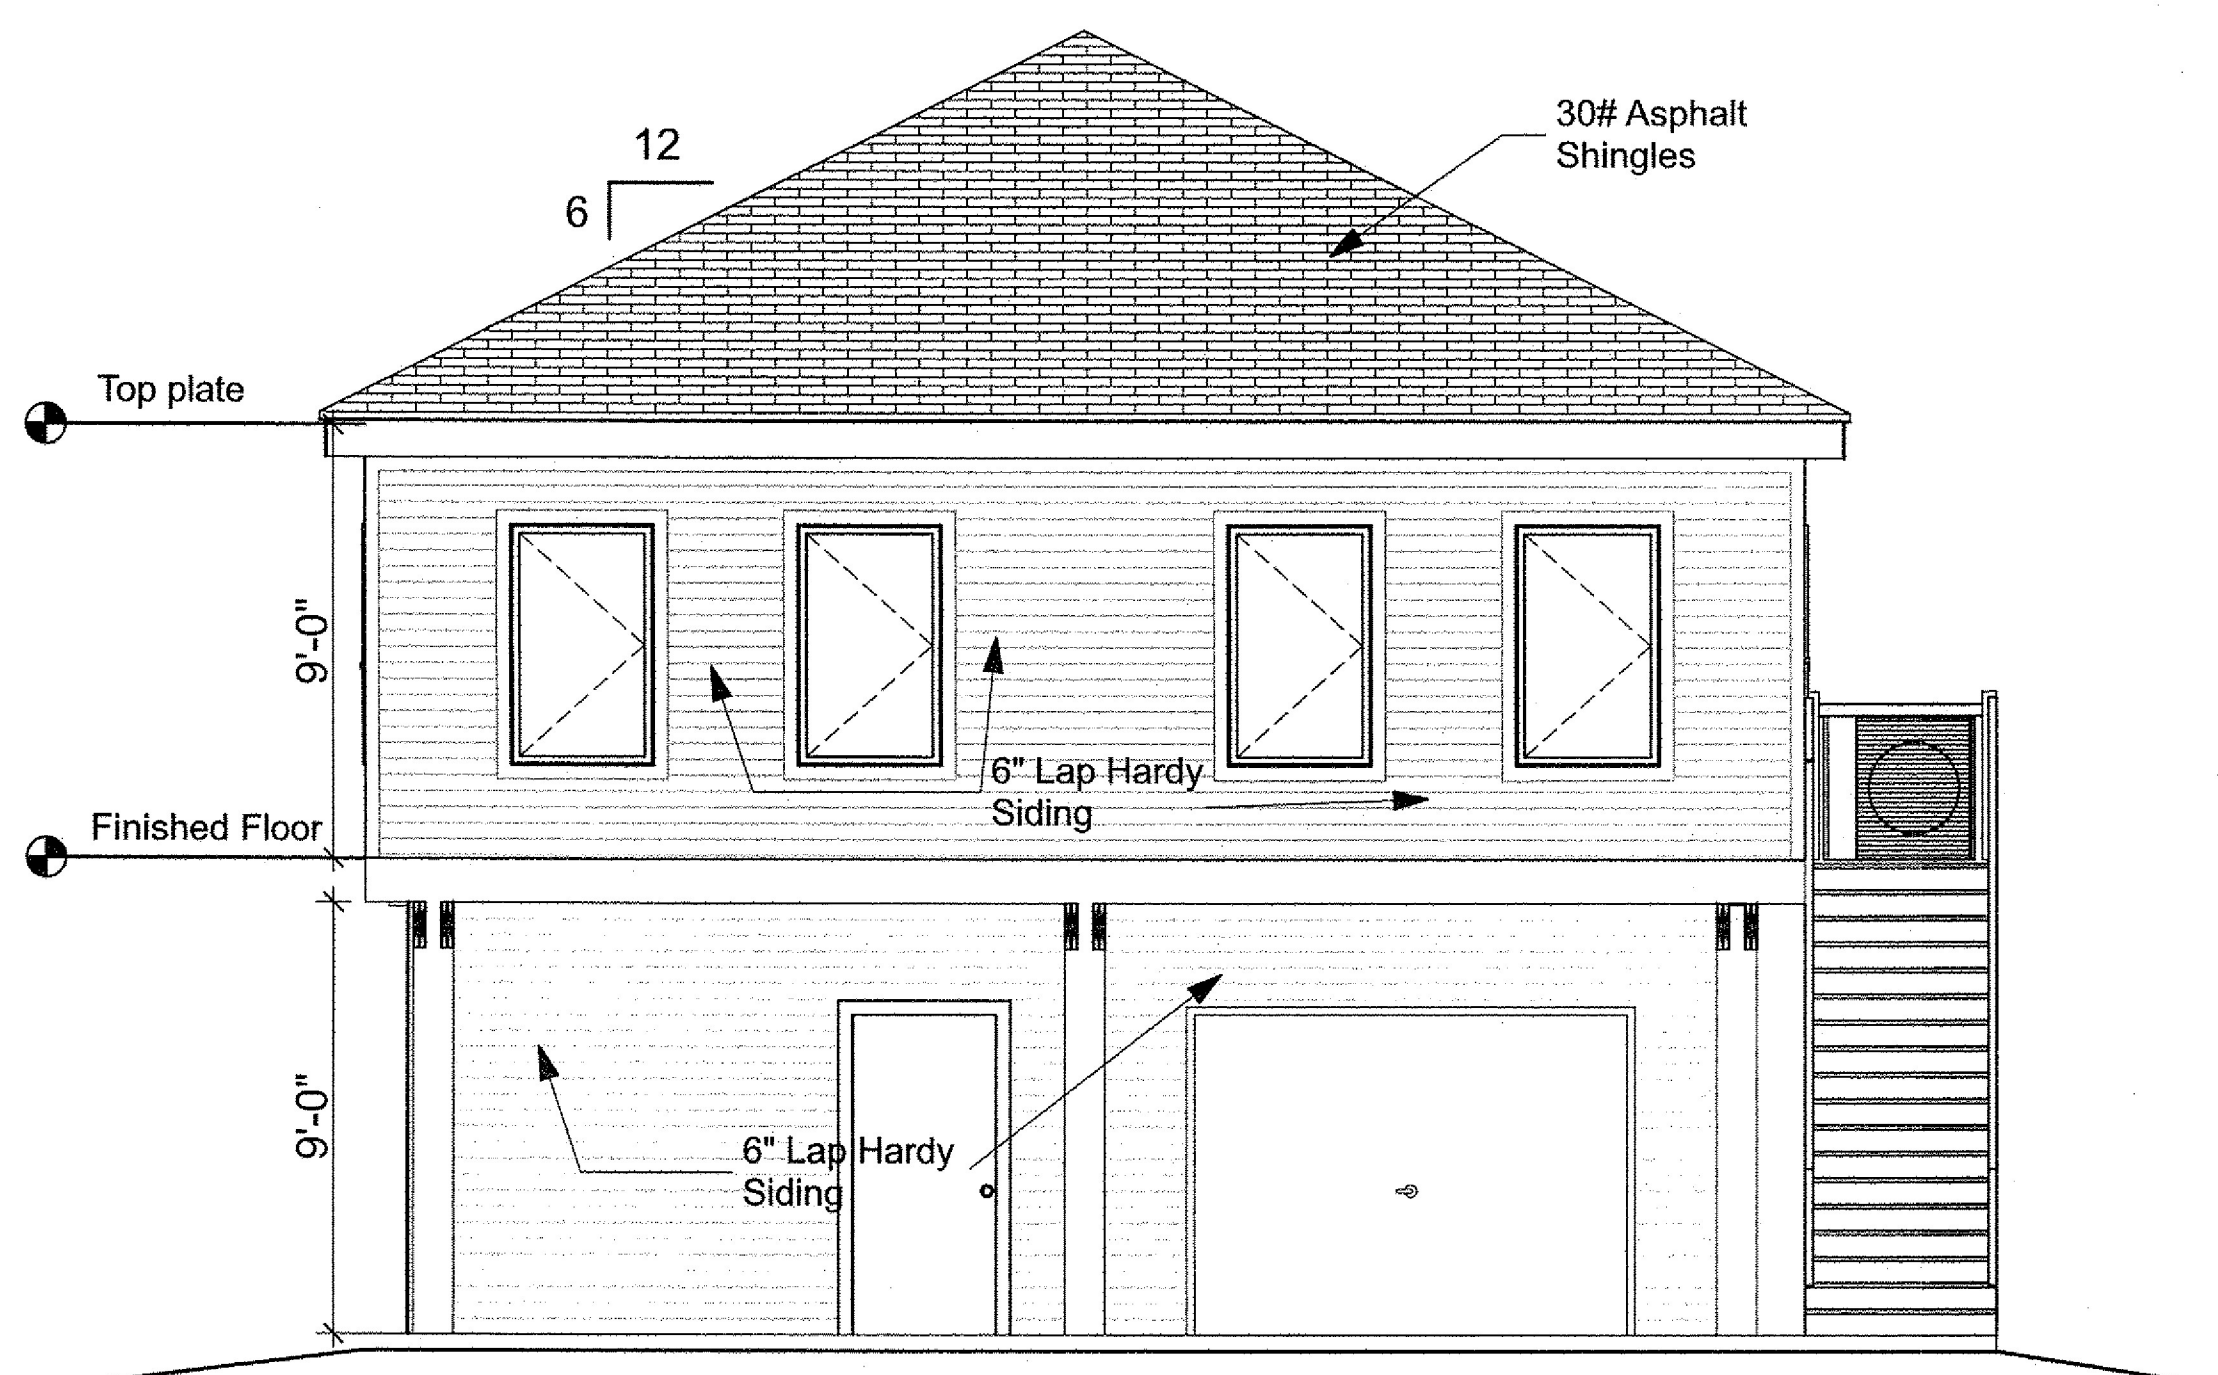 30# Asphalt
Shingles
12
6
Top plate
9'-0"
6" Lap Hardy
Siding
Finished Floor
9'-0"
6" Lap Hardy
Siding